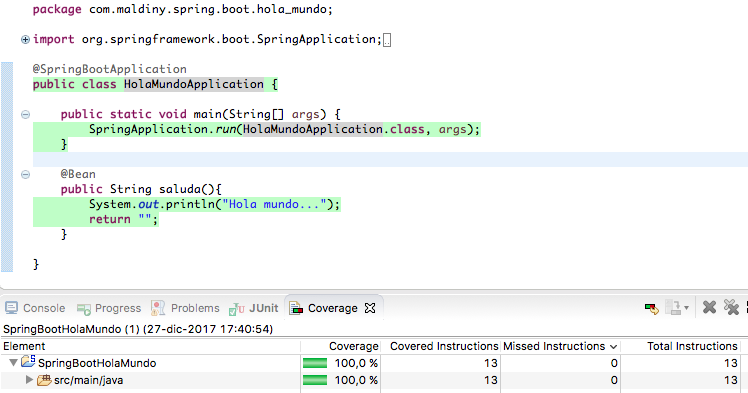 package com.maldiny.spring.boot.hola_mundo;
import org.springframework.boot.SpringApplication;
@SpringBootApplication
public class HolaMundoApplication {
public static void main(String[] args) {
SpringApplication.run(HolaMundoApplication.class, args);
}
@Bean
public String saluda(){
System.out.println("Hola mundo...");
return "";
}
}
Console Progress Problems JUnit Coverage
SpringBootHolaMundo (1) (27-dic-2017 17:40:54)
Element Coverage Covered Instructions Missed Instructions Total Instructions
SpringBootHolaMundo 100,0 % 13 0 13
src/main/java 100,0 % 13 0 13